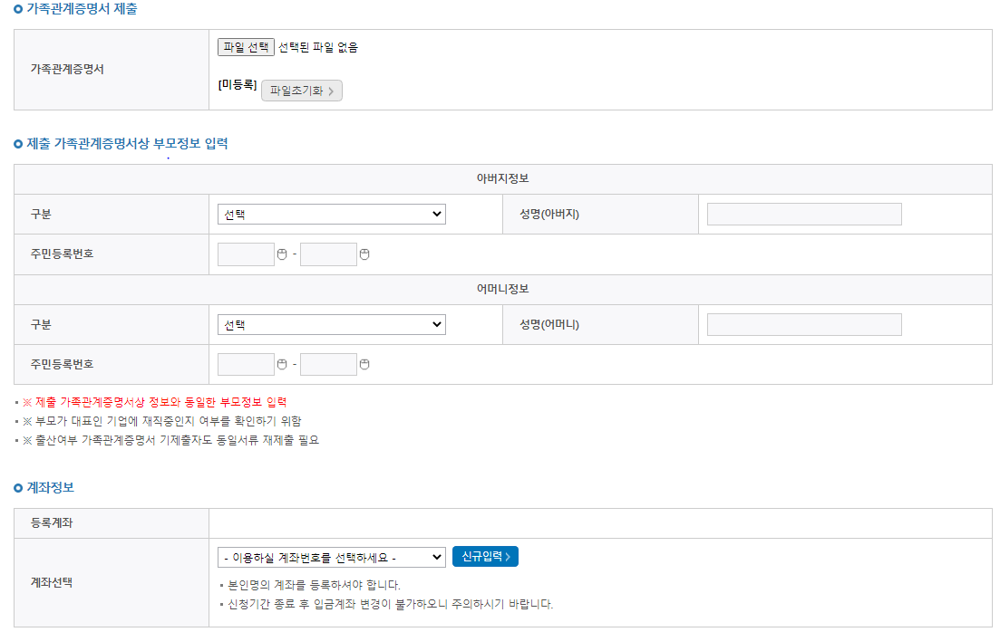 가족관계증명서 제출
가족관계증명서
파일 선택 선택된 파일 없음
[미등록] 파일초기화
제출 가족관계증명서상 부모정보 입력
아버지정보
구분 선택 성명(아버지)
주민등록번호 -
어머니정보
구분 선택 성명(어머니)
주민등록번호 -
※ 제출 가족관계증명서상 정보와 동일한 부모정보 입력
※ 부모가 대표인 기업에 재직중인지 여부를 확인하기 위함
※ 출산여부 가족관계증명서 기제출자도 동일서류 재제출 필요
계좌정보
등록계좌
계좌선택
- 이용하실 계좌번호를 선택하세요 - 신규입력
본인명의 계좌를 등록하셔야 합니다.
신청기간 종료 후 입금계좌 변경이 불가하오니 주의하시기 바랍니다.